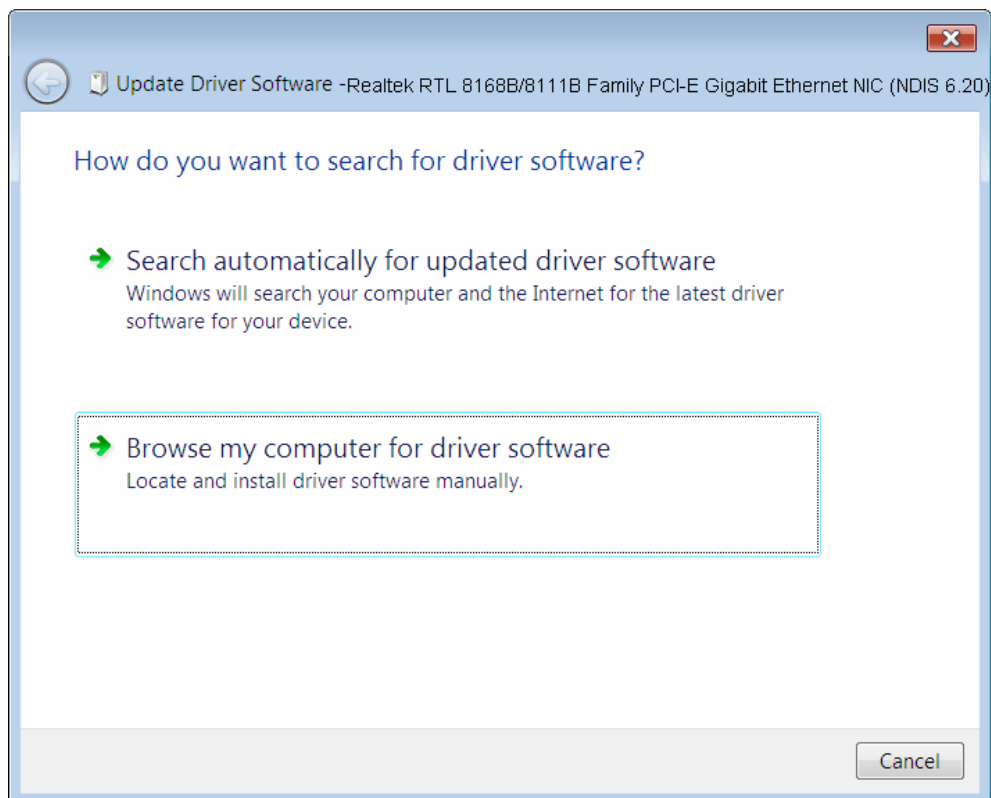 Update Driver Software -Realtek RTL 8168B/8111B Family PCI-E Gigabit Ethernet NIC (NDIS 6.20)
How do you want to search for driver software?
Search automatically for updated driver software
Windows will search your computer and the Internet for the latest driver
software for your device.
Browse my computer for driver software
Locate and install driver software manually.
Cancel